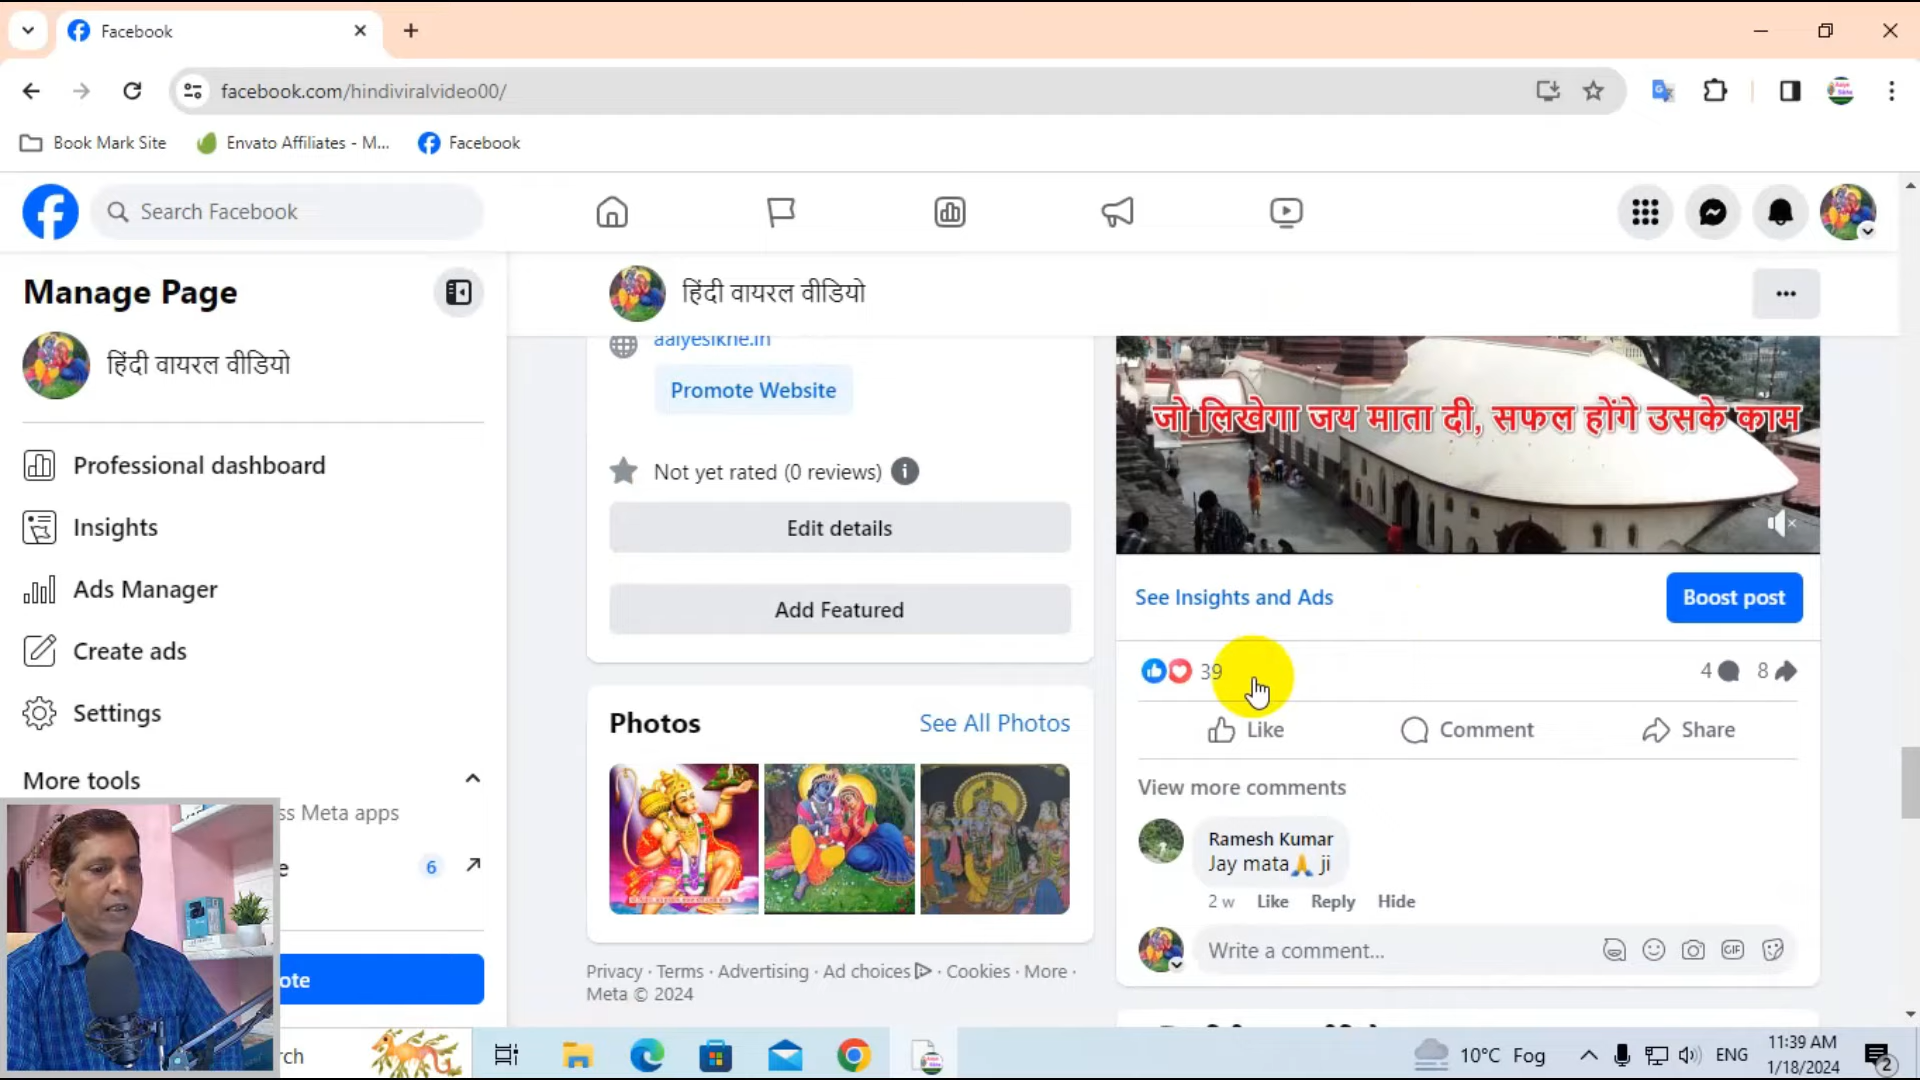 Facebook
facebook.com/hindiviralvideo00/
Book Mark Site
Envato Affiliates - M...
Facebook
Search Facebook
Manage Page
हिंदी वायरल वीडियो
Professional dashboard
Insights
Ads Manager
Create ads
Settings
More tools
ss Meta apps
e
6
ote
rch
हिंदी वायरल वीडियो
aaiyesikhe.in
Promote Website
Not yet rated (0 reviews)
Edit details
Add Featured
Photos
See All Photos
Privacy · Terms · Advertising · Ad choices · Cookies · More ·
Meta © 2024
जो लिखेगा जय माता दी, सफल होंगे उसके काम
See Insights and Ads
Boost post
39
4
8
Like
Comment
Share
View more comments
Ramesh Kumar
Jay mata🙏 ji
2 w Like Reply Hide
Write a comment...
GIF
10°C Fog
ENG
11:39 AM
1/18/2024
2